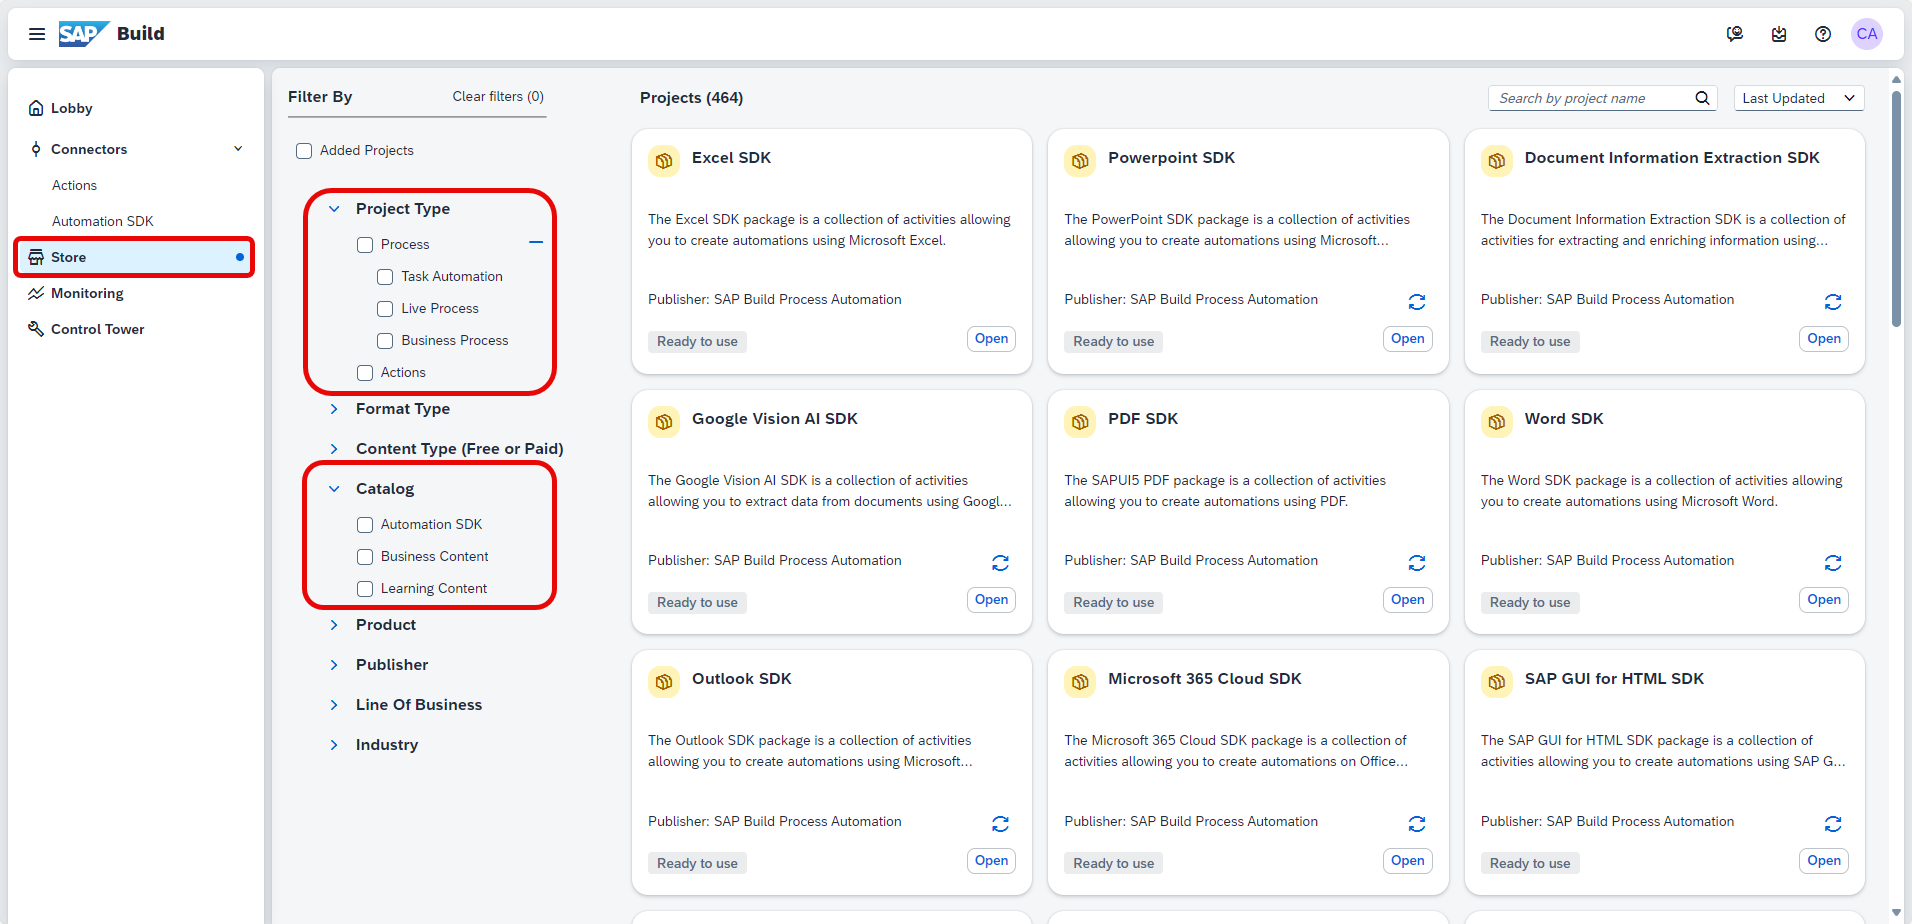 SAP Build
CA
Lobby
Connectors
Actions
Automation SDK
Store
Monitoring
Control Tower
Filter By
Clear filters (0)
Added Projects
Project Type
Process
Task Automation
Live Process
Business Process
Actions
Format Type
Content Type (Free or Paid)
Catalog
Automation SDK
Business Content
Learning Content
Product
Publisher
Line Of Business
Industry
Projects (464)
Search by project name
Last Updated
Excel SDK
The Excel SDK package is a collection of activities allowing
you to create automations using Microsoft Excel.
Publisher: SAP Build Process Automation
Ready to use
Open
Powerpoint SDK
The PowerPoint SDK package is a collection of activities
allowing you to create automations using Microsoft...
Publisher: SAP Build Process Automation
Ready to use
Open
Document Information Extraction SDK
The Document Information Extraction SDK is a collection of
activities for extracting and enriching information using...
Publisher: SAP Build Process Automation
Ready to use
Open
Google Vision AI SDK
The Google Vision AI SDK is a collection of activities
allowing you to extract data from documents using Googl...
Publisher: SAP Build Process Automation
Ready to use
Open
PDF SDK
The SAPUI5 PDF package is a collection of activities
allowing you to create automations using PDF.
Publisher: SAP Build Process Automation
Ready to use
Open
Word SDK
The Word SDK package is a collection of activities allowing
you to create automations using Microsoft Word.
Publisher: SAP Build Process Automation
Ready to use
Open
Outlook SDK
The Outlook SDK package is a collection of activities
allowing you to create automations using Microsoft...
Publisher: SAP Build Process Automation
Ready to use
Open
Microsoft 365 Cloud SDK
The Microsoft 365 Cloud SDK package is a collection of
activities allowing you to create automations on Office...
Publisher: SAP Build Process Automation
Ready to use
Open
SAP GUI for HTML SDK
The SAP GUI for HTML SDK package is a collection of
activities allowing you to create automations using SAP G...
Publisher: SAP Build Process Automation
Ready to use
Open